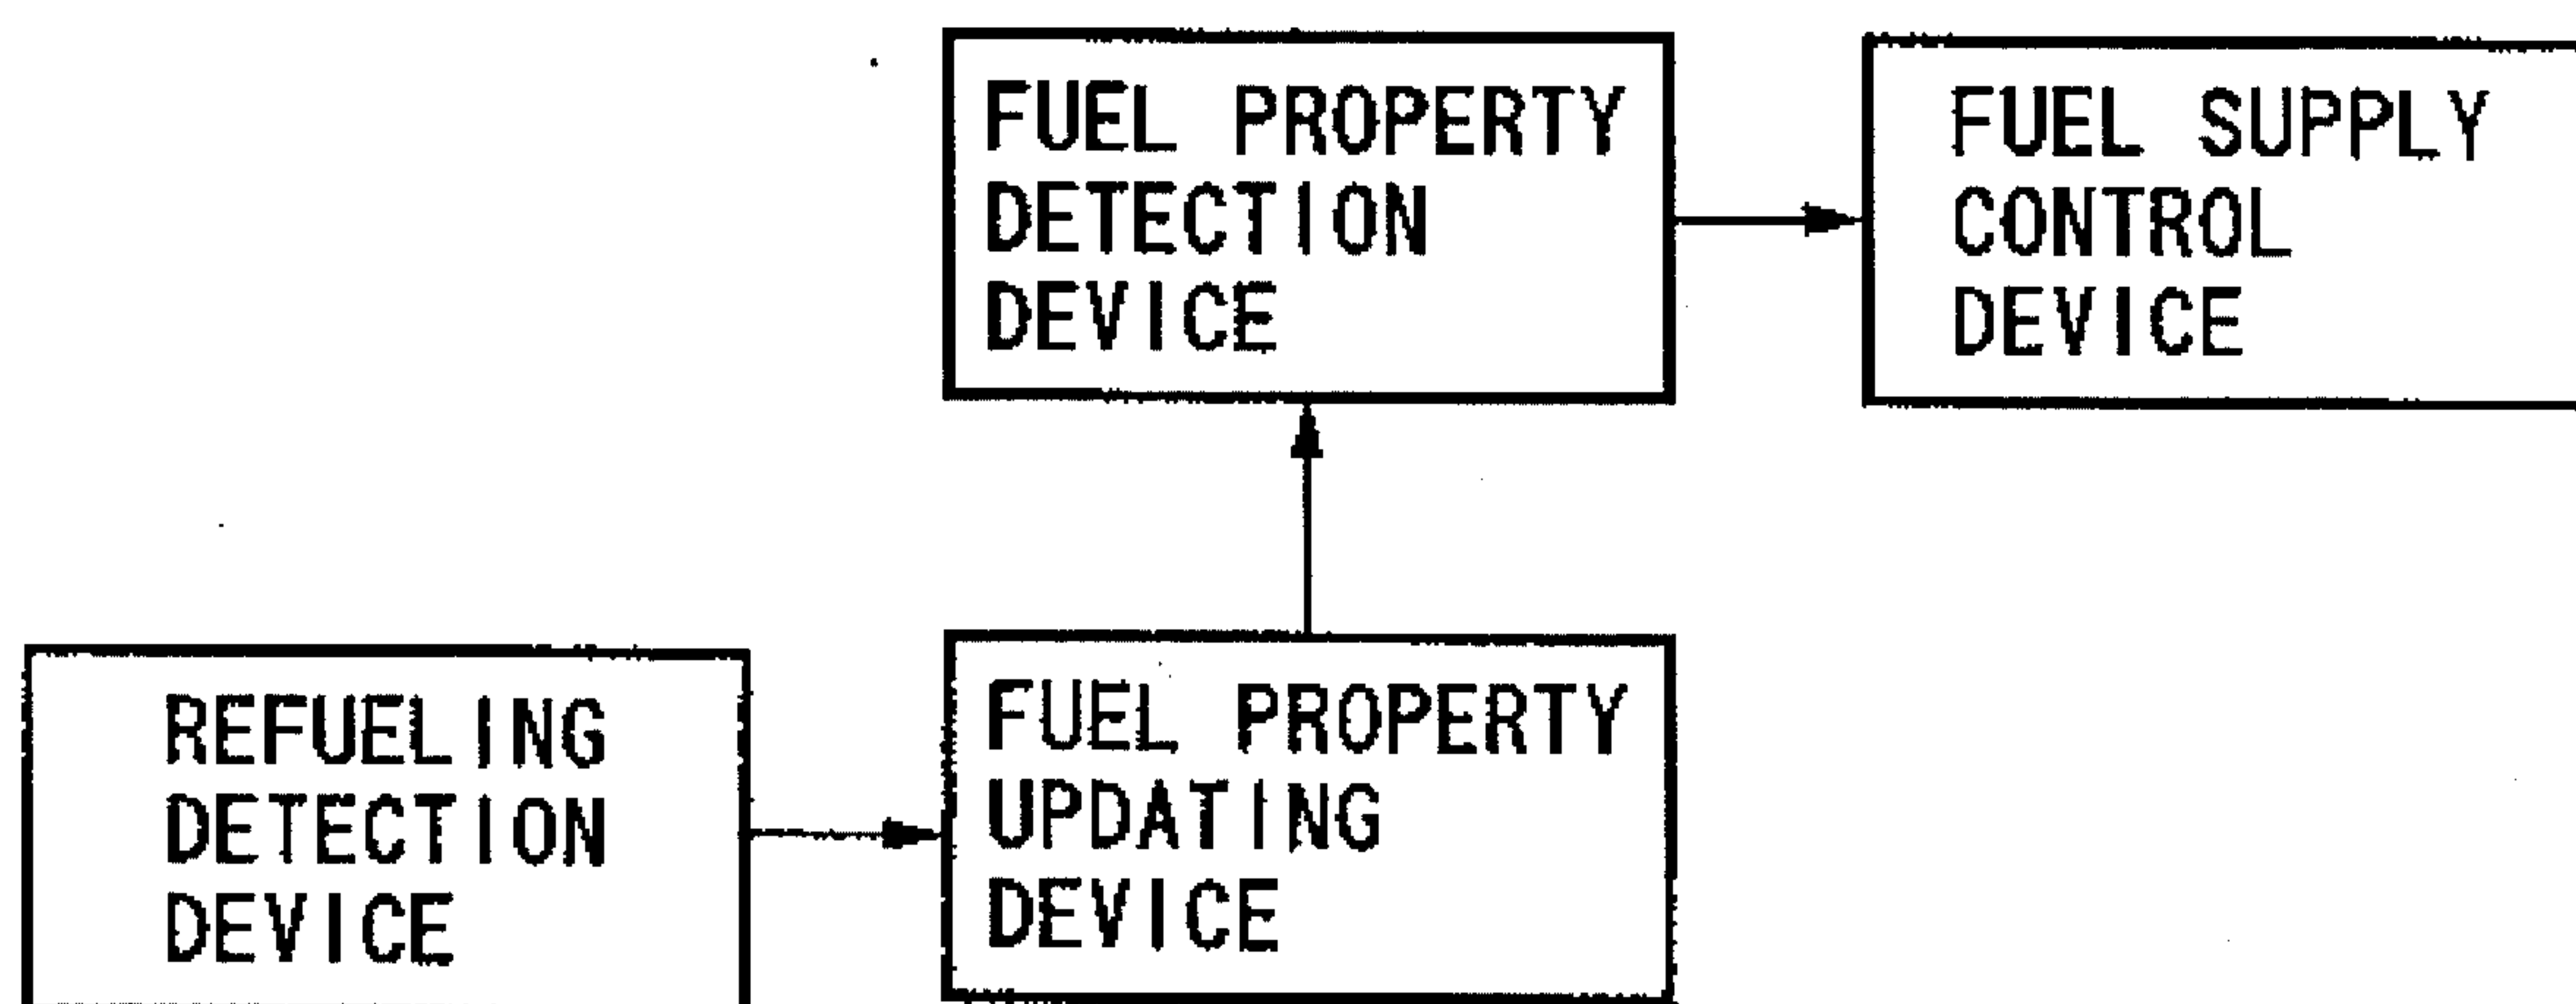 FUEL PROPERTY
DETECTION
DEVICE
FUEL SUPPLY
CONTROL
DEVICE
REFUELING
DETECTION
DEVICE
FUEL PROPERTY
UPDATING
DEVICE